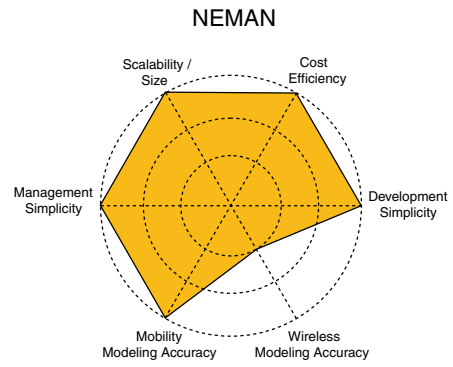 NEMAN
Scalability /
Size
Cost
Efficiency
Management
Simplicity
Development
Simplicity
Mobility
Modeling Accuracy
Wireless
Modeling Accuracy